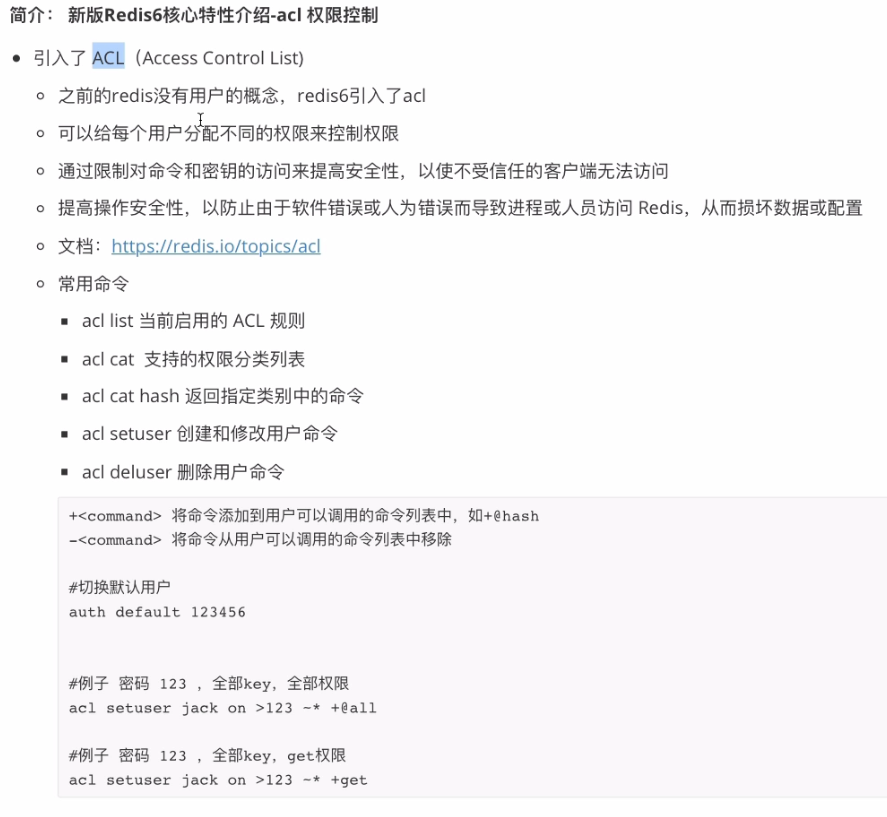 简介： 新版Redis6核心特性介绍-acl 权限控制
引入了 ACL（Access Control List)
之前的redis没有用户的概念，redis6引入了acl
可以给每个用户分配不同的权限来控制权限
通过限制对命令和密钥的访问来提高安全性，以使不受信任的客户端无法访问
提高操作安全性，以防止由于软件错误或人为错误而导致进程或人员访问 Redis，从而损坏数据或配置
文档：https://redis.io/topics/acl
常用命令
acl list 当前启用的 ACL 规则
acl cat 支持的权限分类列表
acl cat hash 返回指定类别中的命令
acl setuser 创建和修改用户命令
acl deluser 删除用户命令
+<command> 将命令添加到用户可以调用的命令列表中，如+@hash
-<command> 将命令从用户可以调用的命令列表中移除
#切换默认用户
auth default 123456
#例子 密码 123 ，全部key，全部权限
acl setuser jack on >123 ~* +@all
#例子 密码 123 ，全部key，get权限
acl setuser jack on >123 ~* +get